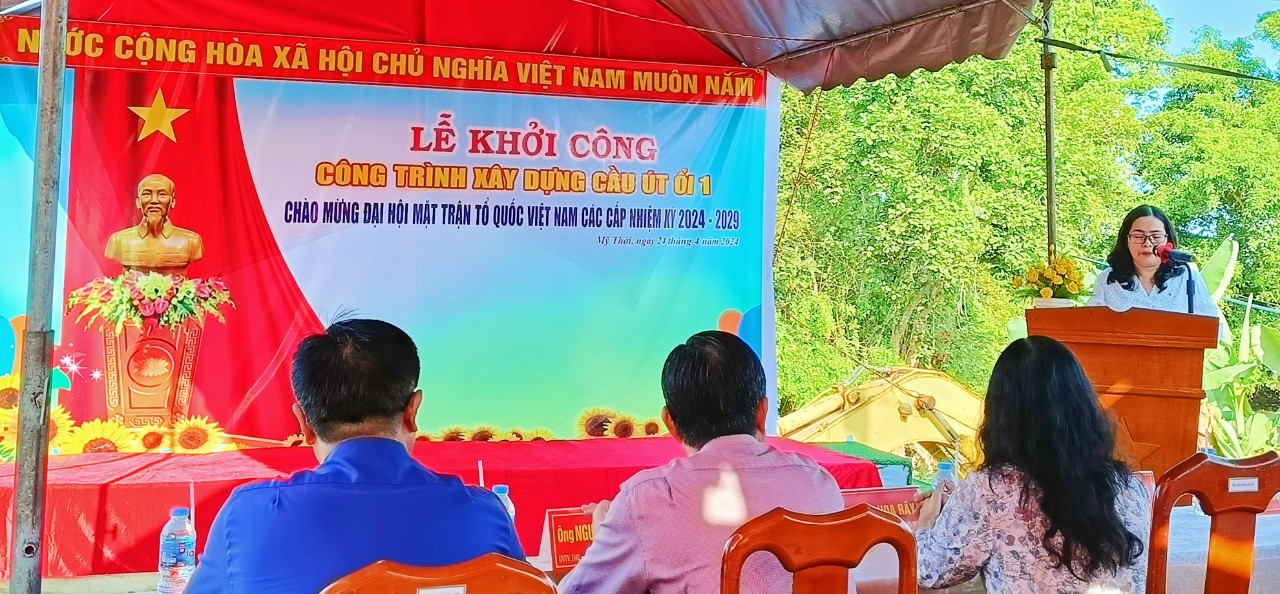 NƯỚC CỘNG HÒA XÃ HỘI CHỦ NGHĨA VIỆT NAM MUÔN NĂM
LỄ KHỞI CÔNG
CÔNG TRÌNH XÂY DỰNG CẦU ÚT ỔI 1
CHÀO MỪNG ĐẠI HỘI MẶT TRẬN TỔ QUỐC VIỆT NAM CÁC CẤP NHIỆM KỲ 2024 - 2029
Mỹ Thới, ngày 24 tháng 4 năm 2024
Ông NGU